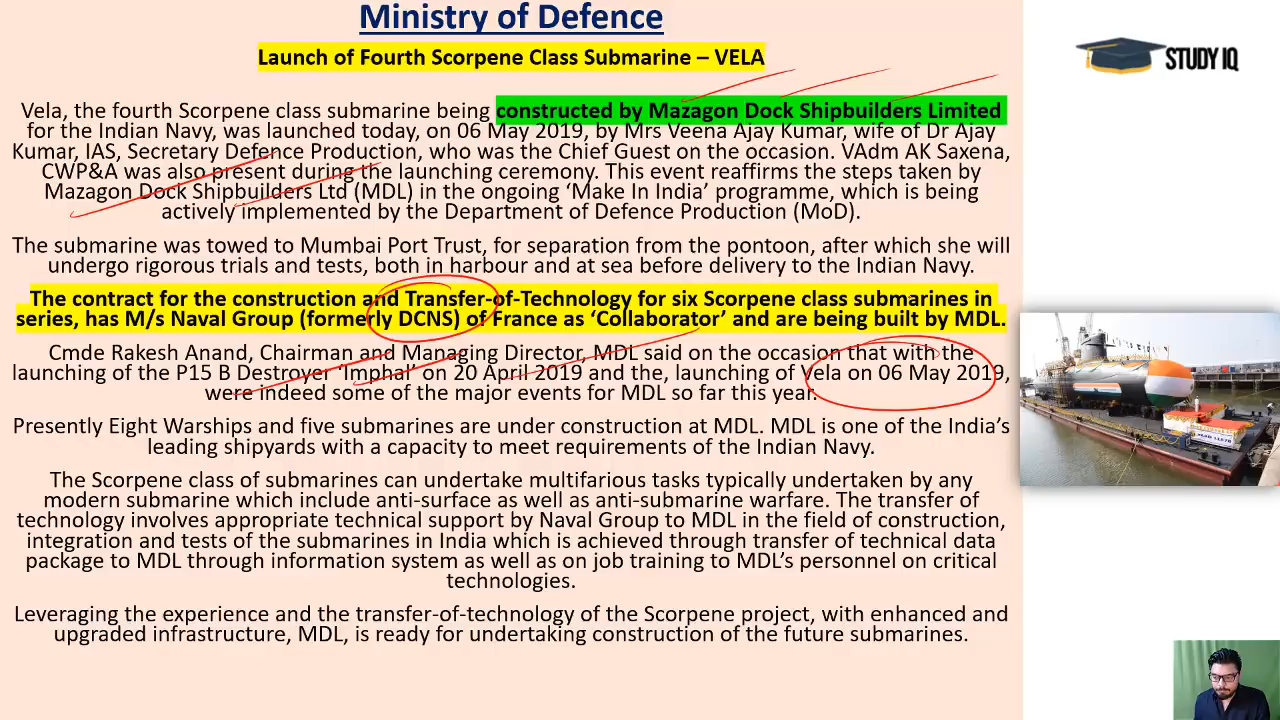 Ministry of Defence
Launch of Fourth Scorpene Class Submarine – VELA
STUDY IQ
Vela, the fourth Scorpene class submarine being constructed by Mazagon Dock Shipbuilders Limited
for the Indian Navy, was launched today, on 06 May 2019, by Mrs Veena Ajay Kumar, wife of Dr Ajay
Kumar, IAS, Secretary Defence Production, who was the Chief Guest on the occasion. VAdm AK Saxena,
CWP&A was also present during the launching ceremony. This event reaffirms the steps taken by
Mazagon Dock Shipbuilders Ltd (MDL) in the ongoing ‘Make In India’ programme, which is being
actively implemented by the Department of Defence Production (MoD).
The submarine was towed to Mumbai Port Trust, for separation from the pontoon, after which she will
undergo rigorous trials and tests, both in harbour and at sea before delivery to the Indian Navy.
The contract for the construction and Transfer-of-Technology for six Scorpene class submarines in
series, has M/s Naval Group (formerly DCNS) of France as ‘Collaborator’ and are being built by MDL.
Cmde Rakesh Anand, Chairman and Managing Director, MDL said on the occasion that with the
launching of the P15 B Destroyer ‘Imphal’ on 20 April 2019 and the, launching of Vela on 06 May 2019,
were indeed some of the major events for MDL so far this year.
Presently Eight Warships and five submarines are under construction at MDL. MDL is one of the India’s
leading shipyards with a capacity to meet requirements of the Indian Navy.
The Scorpene class of submarines can undertake multifarious tasks typically undertaken by any
modern submarine which include anti-surface as well as anti-submarine warfare. The transfer of
technology involves appropriate technical support by Naval Group to MDL in the field of construction,
integration and tests of the submarines in India which is achieved through transfer of technical data
package to MDL through information system as well as on job training to MDL’s personnel on critical
technologies.
Leveraging the experience and the transfer-of-technology of the Scorpene project, with enhanced and
upgraded infrastructure, MDL, is ready for undertaking construction of the future submarines.